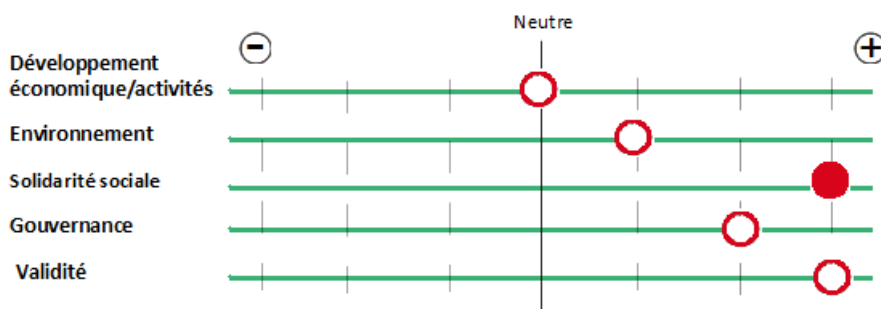 Neutre
− +
Développement
économique/activités
Environnement
Solidarité sociale
Gouvernance
Validité